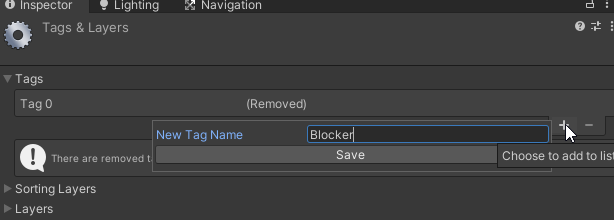 Inspector Lighting Navigation
Tags & Layers
Tags
Tag 0 (Removed)
New Tag Name Blocker
Save
There are removed
Choose to add to list
Sorting Layers
Layers